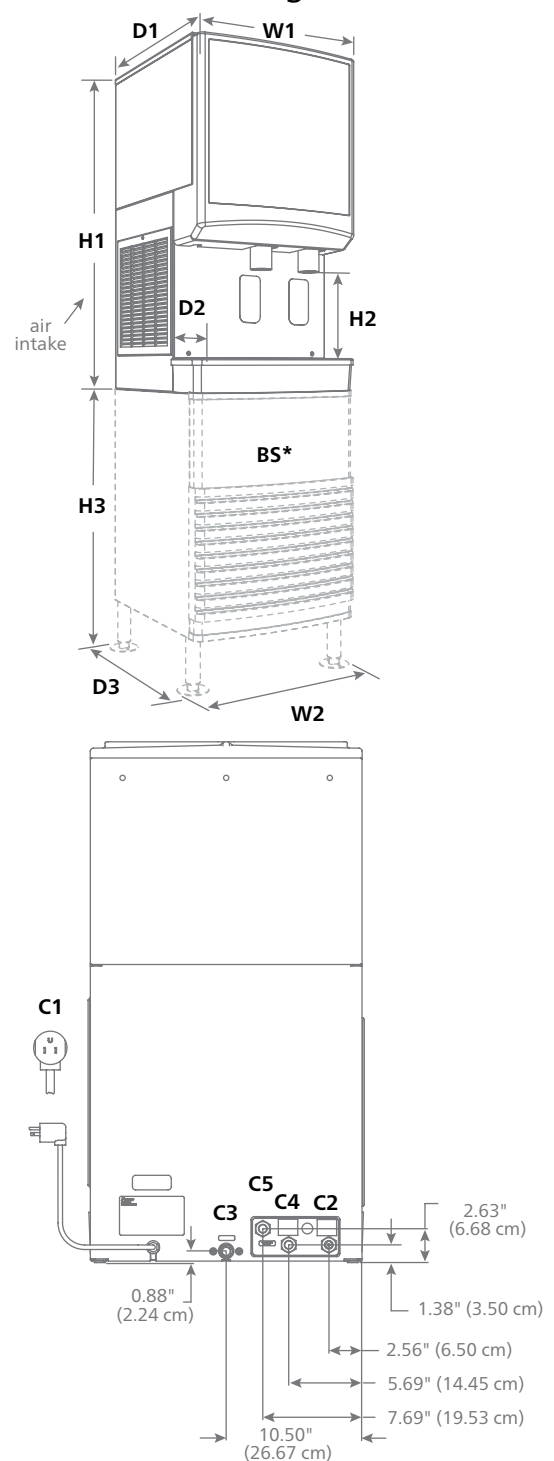 D1
W1
H1
air
intake
D2
H2
BS*
H3
D3
W2
C1
C5
C4
C2
C3
2.63"
(6.68 cm)
0.88"
(2.24 cm)
1.38" (3.50 cm)
2.56" (6.50 cm)
5.69" (14.45 cm)
7.69" (19.53 cm)
10.50"
(26.67 cm)